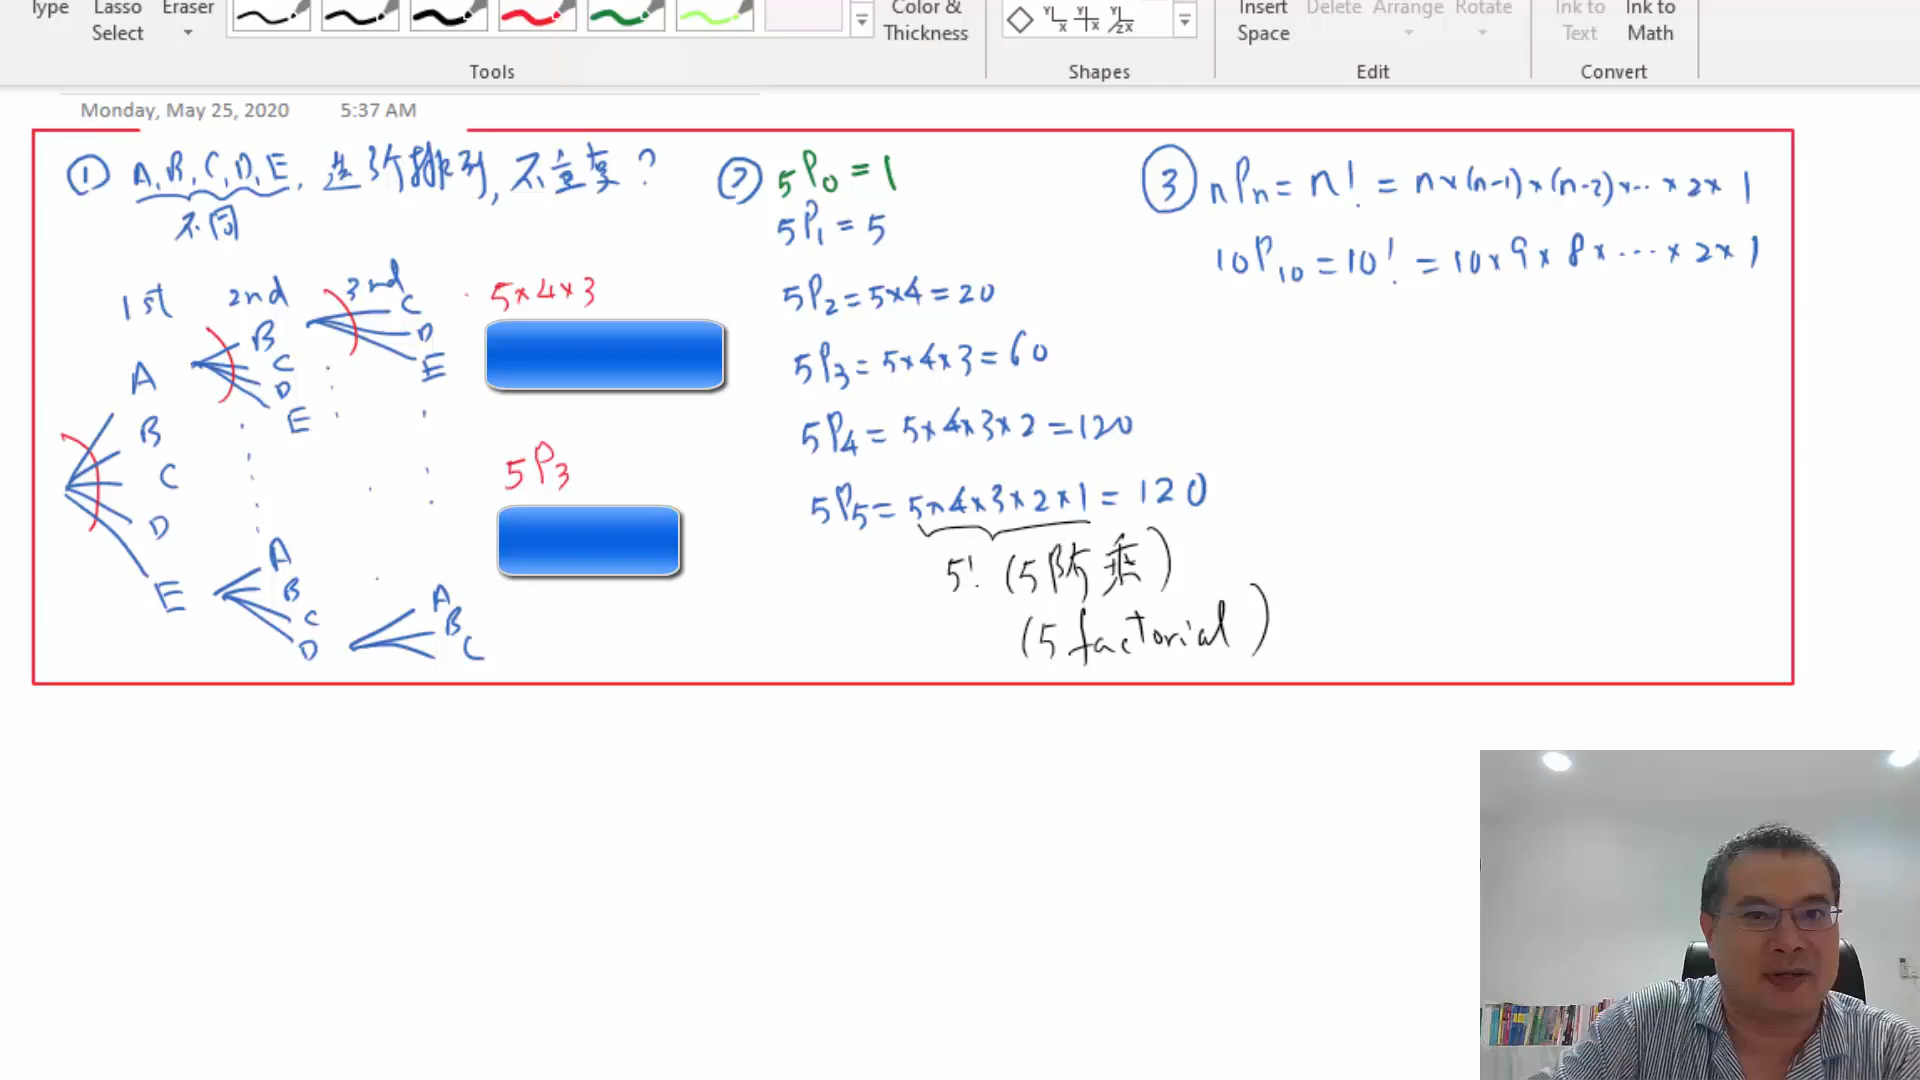 Type
Lasso
Select
Eraser
Color &
Thickness
Insert
Space
Delete
Arrange
Rotate
Ink to
Text
Ink to
Math
Tools
Shapes
Edit
Convert
Monday, May 25, 2020 5:37 AM
① A, B, C, D, E, 选3个排列, 不重复?
不同
1st 2nd 3rd
A B C D E
B C D E
C D E
E A B C D
A B C
5×4×3
5P3
② 5P0 = 1
5P1 = 5
5P2 = 5×4 = 20
5P3 = 5×4×3 = 60
5P4 = 5×4×3×2 = 120
5P5 = 5×4×3×2×1 = 120
5! (5阶乘)
(5 factorial)
③ nPn = n! = n×(n-1)×(n-2)×...×2×1
10P10 = 10! = 10×9×8×...×2×1